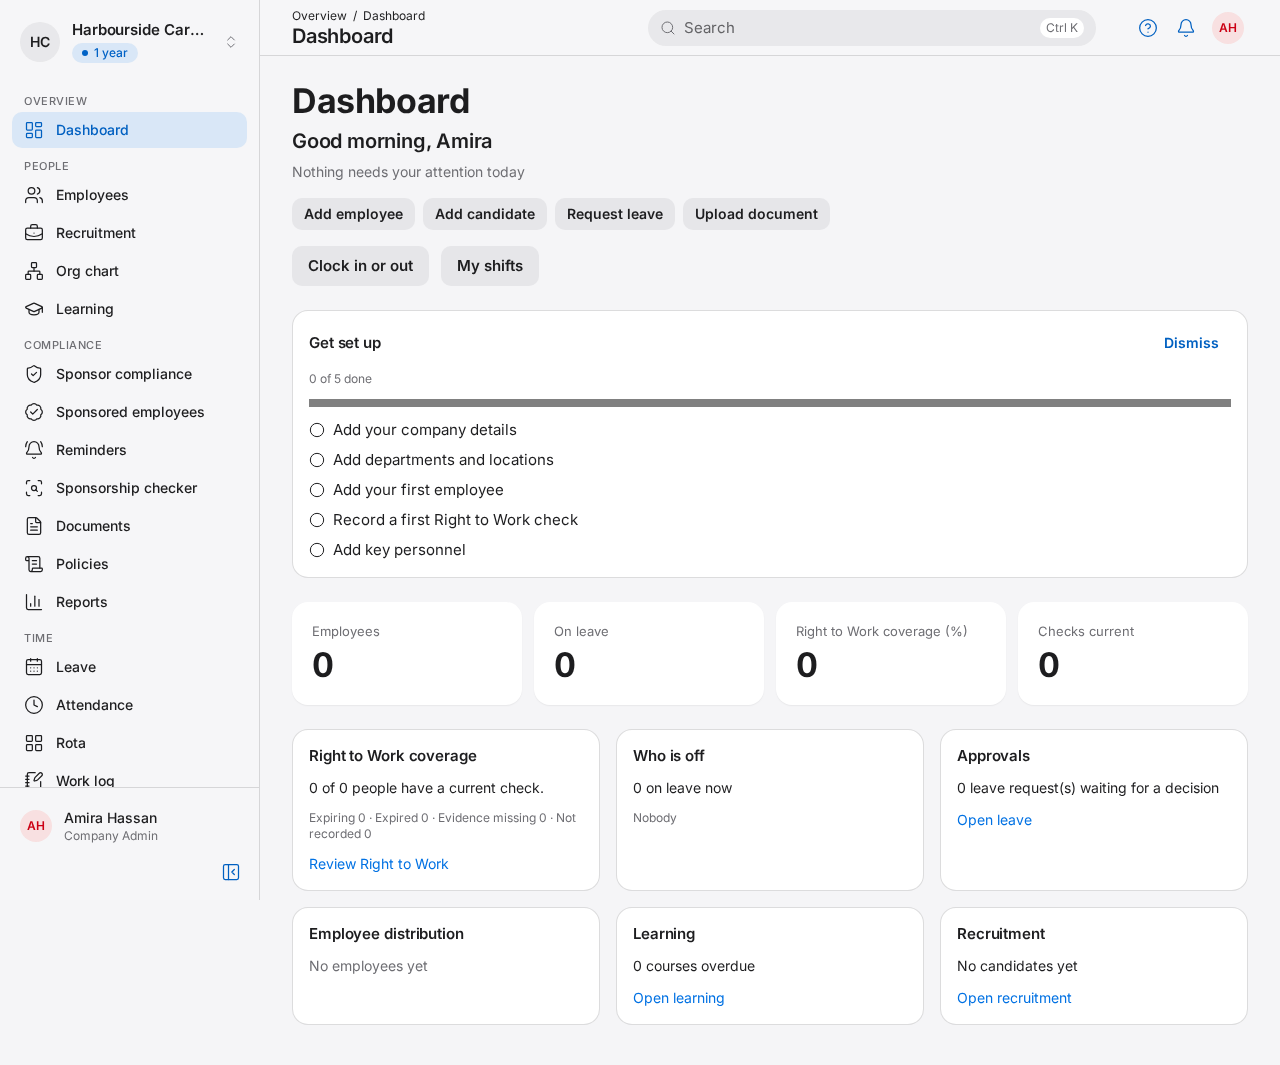 HC
Harbourside Car...
1 year
OVERVIEW
Dashboard
PEOPLE
Employees
Recruitment
Org chart
Learning
COMPLIANCE
Sponsor compliance
Sponsored employees
Reminders
Sponsorship checker
Documents
Policies
Reports
TIME
Leave
Attendance
Rota
Work log
AH
Amira Hassan
Company Admin
Overview / Dashboard
Dashboard
Search
Ctrl K
AH
Dashboard
Good morning, Amira
Nothing needs your attention today
Add employee
Add candidate
Request leave
Upload document
Clock in or out
My shifts
Get set up
Dismiss
0 of 5 done
Add your company details
Add departments and locations
Add your first employee
Record a first Right to Work check
Add key personnel
Employees
0
On leave
0
Right to Work coverage (%)
0
Checks current
0
Right to Work coverage
0 of 0 people have a current check.
Expiring 0 · Expired 0 · Evidence missing 0 · Not
recorded 0
Review Right to Work
Who is off
0 on leave now
Nobody
Approvals
0 leave request(s) waiting for a decision
Open leave
Employee distribution
No employees yet
Learning
0 courses overdue
Open learning
Recruitment
No candidates yet
Open recruitment